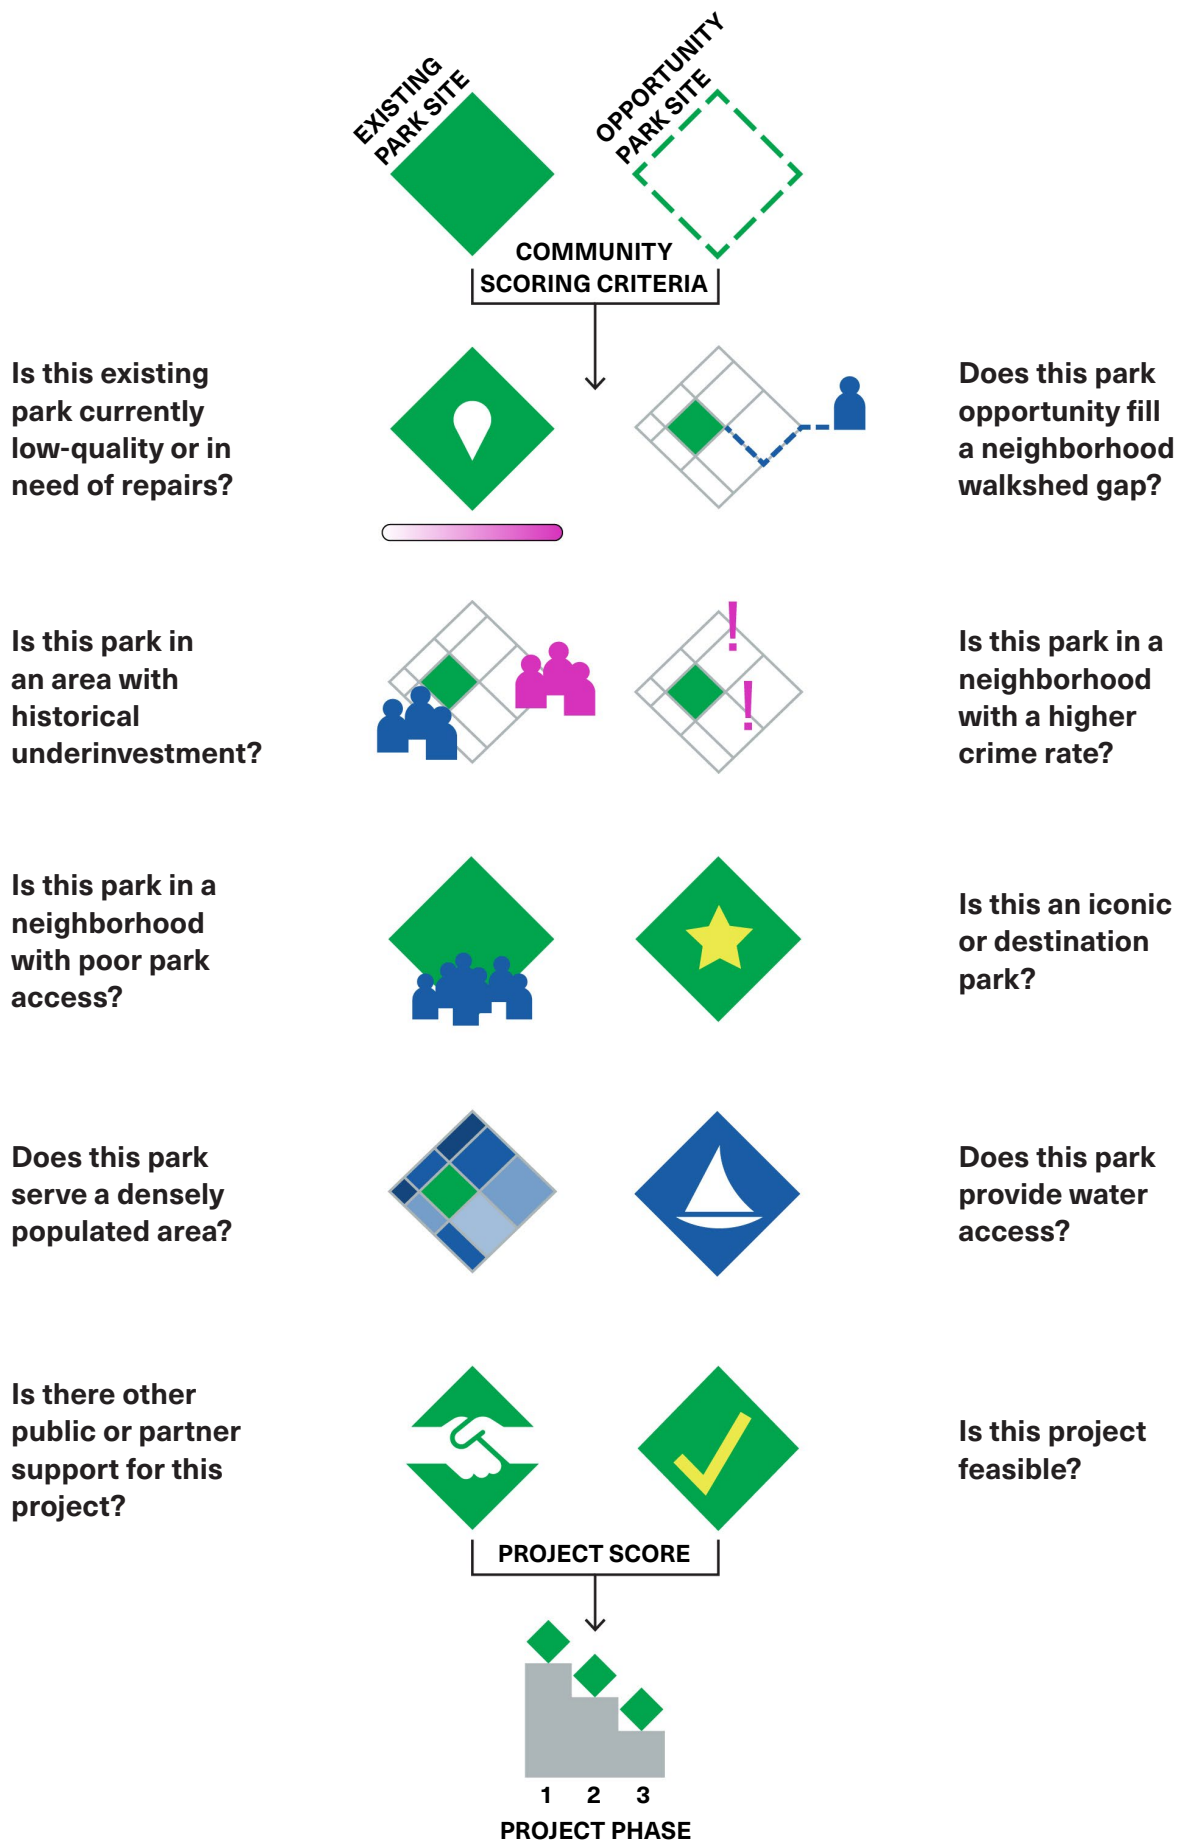 EXISTING
PARK SITE
OPPORTUNITY
PARK SITE
COMMUNITY
SCORING CRITERIA
Is this existing
park currently
low-quality or in
need of repairs?
Does this park
opportunity fill
a neighborhood
walkshed gap?
Is this park in
an area with
historical
underinvestment?
!
!
Is this park in a
neighborhood
with a higher
crime rate?
Is this park in a
neighborhood
with poor park
access?
Is this an iconic
or destination
park?
Does this park
serve a densely
populated area?
Does this park
provide water
access?
Is there other
public or partner
support for this
project?
Is this project
feasible?
PROJECT SCORE
1 2 3
PROJECT PHASE